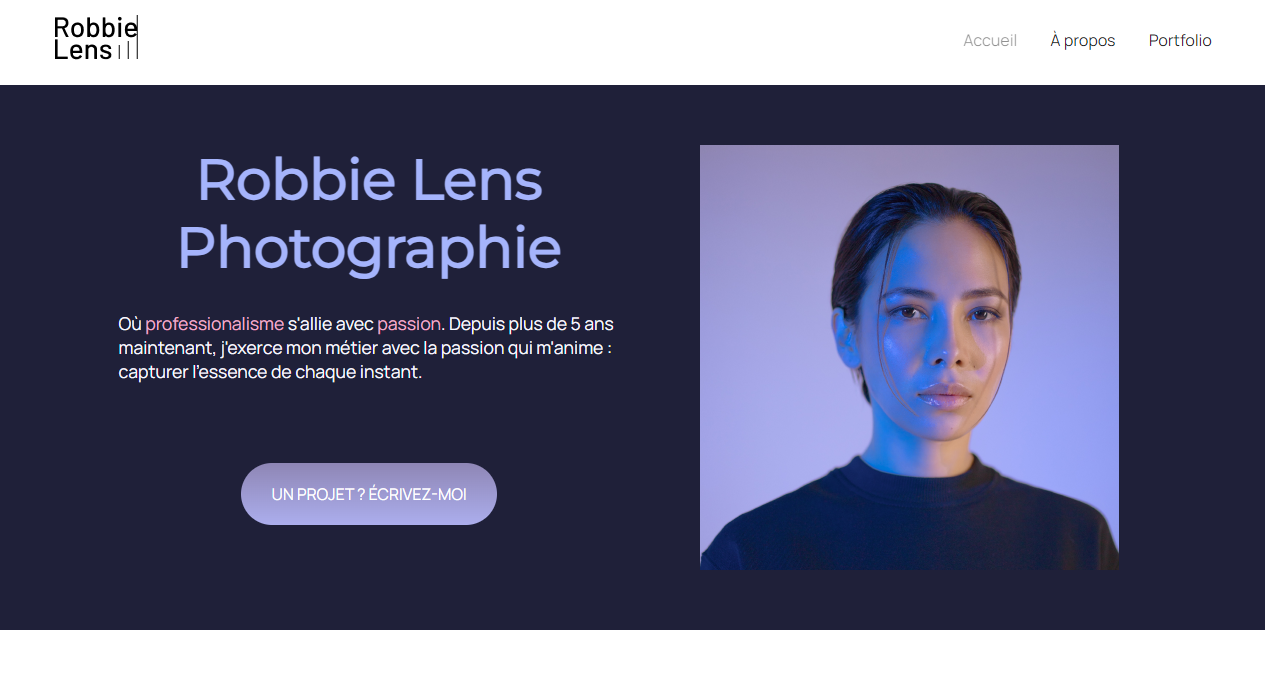 Robbie
Lens
Accueil
À propos
Portfolio
Robbie Lens
Photographie
Où professionalisme s'allie avec passion. Depuis plus de 5 ans
maintenant, j'exerce mon métier avec la passion qui m'anime :
capturer l'essence de chaque instant.
UN PROJET ? ÉCRIVEZ-MOI